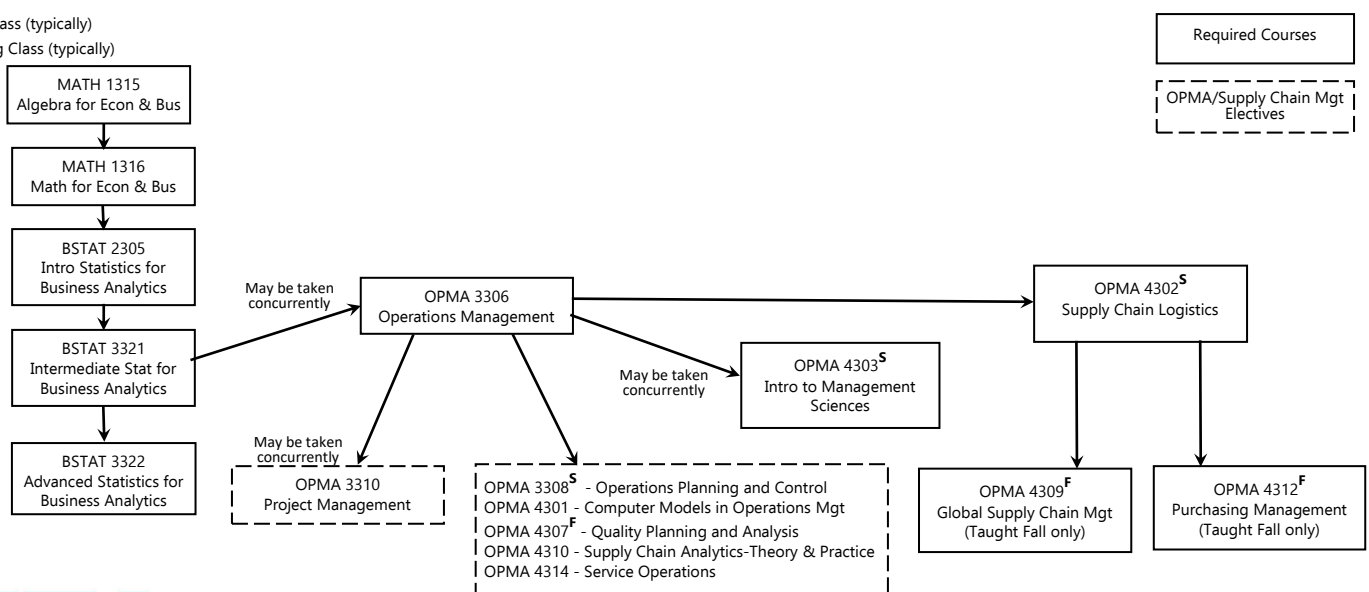 ass (typically)
g Class (typically)
Required Courses
OPMA/Supply Chain Mgt
Electives
MATH 1315
Algebra for Econ & Bus
MATH 1316
Math for Econ & Bus
BSTAT 2305
Intro Statistics for
Business Analytics
BSTAT 3321
Intermediate Stat for
Business Analytics
BSTAT 3322
Advanced Statistics for
Business Analytics
May be taken
concurrently
OPMA 3306
Operations Management
OPMA 4302S
Supply Chain Logistics
May be taken
concurrently
OPMA 4303S
Intro to Management
Sciences
May be taken
concurrently
OPMA 3310
Project Management
OPMA 3308S - Operations Planning and Control
OPMA 4301 - Computer Models in Operations Mgt
OPMA 4307F - Quality Planning and Analysis
OPMA 4310 - Supply Chain Analytics-Theory & Practice
OPMA 4314 - Service Operations
OPMA 4309F
Global Supply Chain Mgt
(Taught Fall only)
OPMA 4312F
Purchasing Management
(Taught Fall only)